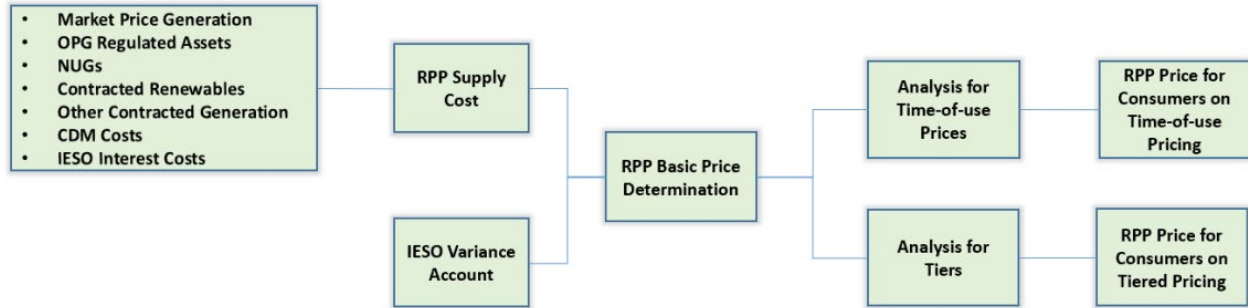 • Market Price Generation
• OPG Regulated Assets
• NUGs
• Contracted Renewables
• Other Contracted Generation
• CDM Costs
• IESO Interest Costs
RPP Supply
Cost
IESO Variance
Account
RPP Basic Price
Determination
Analysis for
Time-of-use
Prices
RPP Price for
Consumers on
Time-of-use
Pricing
Analysis for
Tiers
RPP Price for
Consumers on
Tiered Pricing